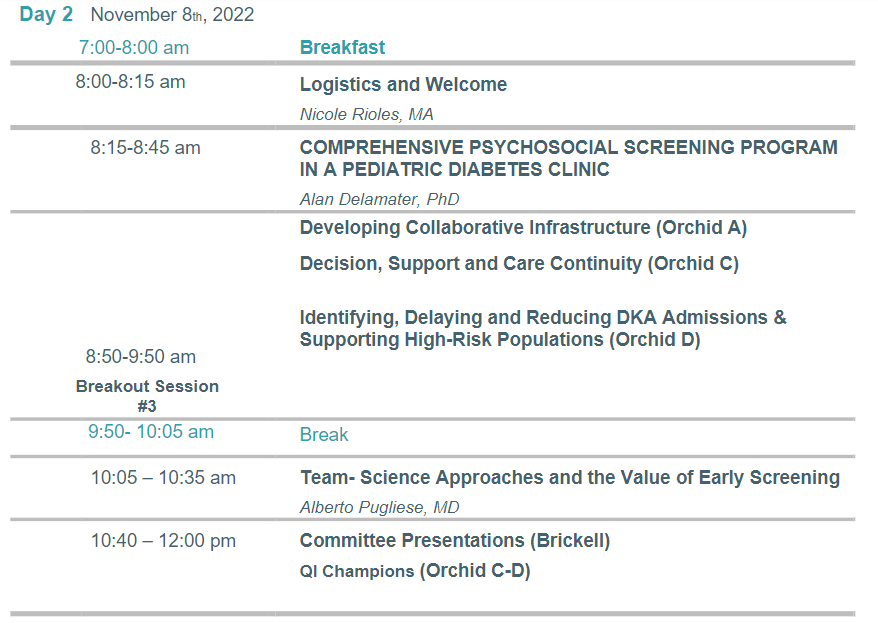 Day 2 November 8th, 2022
7:00-8:00 am Breakfast
8:00-8:15 am Logistics and Welcome
Nicole Rioles, MA
8:15-8:45 am COMPREHENSIVE PSYCHOSOCIAL SCREENING PROGRAM
IN A PEDIATRIC DIABETES CLINIC
Alan Delamater, PhD
Developing Collaborative Infrastructure (Orchid A)
Decision, Support and Care Continuity (Orchid C)
Identifying, Delaying and Reducing DKA Admissions &
Supporting High-Risk Populations (Orchid D)
8:50-9:50 am
Breakout Session
#3
9:50- 10:05 am Break
10:05 – 10:35 am Team- Science Approaches and the Value of Early Screening
Alberto Pugliese, MD
10:40 – 12:00 pm Committee Presentations (Brickell)
QI Champions (Orchid C-D)